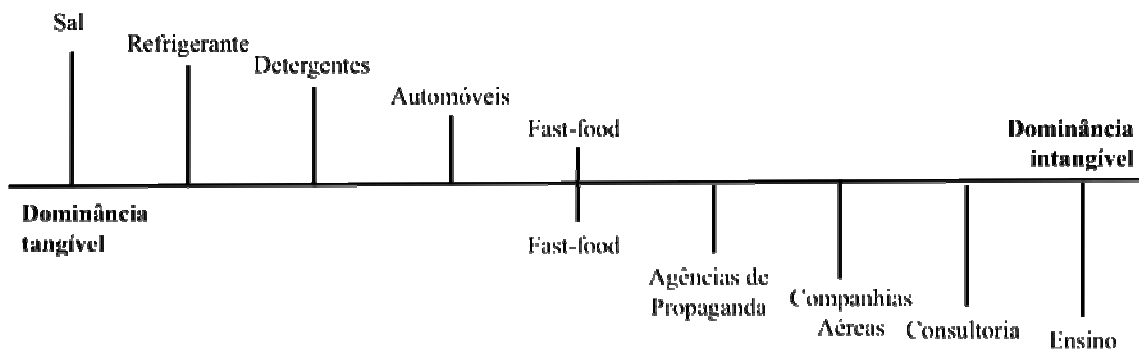 Sal
Refrigerante
Detergentes
Automóveis
Fast-food
Dominância
intangível
Dominância
tangível
Fast-food
Agências de
Propaganda
Companhias
Aéreas
Consultoria
Ensino